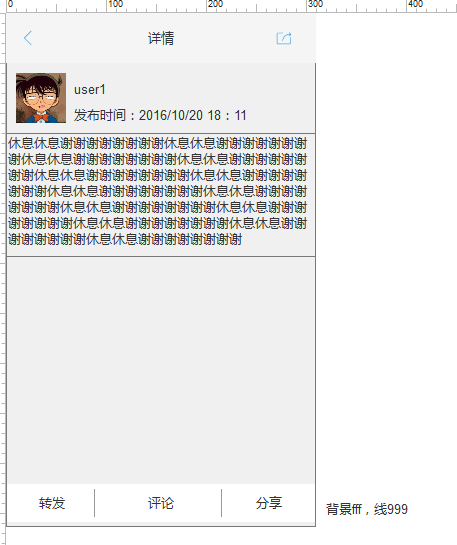 0 100 200 300 400
详情
user1
发布时间：2016/10/20 18：11
休息休息谢谢谢谢谢谢谢谢休息休息谢谢谢谢谢谢谢
谢休息休息谢谢谢谢谢谢谢谢休息休息谢谢谢谢谢谢
谢谢休息休息谢谢谢谢谢谢谢谢休息休息谢谢谢谢谢
谢谢谢休息休息谢谢谢谢谢谢谢谢休息休息谢谢谢谢
谢谢谢谢休息休息谢谢谢谢谢谢谢谢休息休息谢谢谢
谢谢谢谢谢休息休息谢谢谢谢谢谢谢谢休息休息谢谢
谢谢谢谢谢谢休息休息谢谢谢谢谢谢谢谢
转发 评论 分享
背景fff，线999